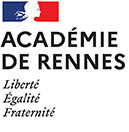 ACADÉMIE
DE RENNES
Liberté
Égalité
Fraternité